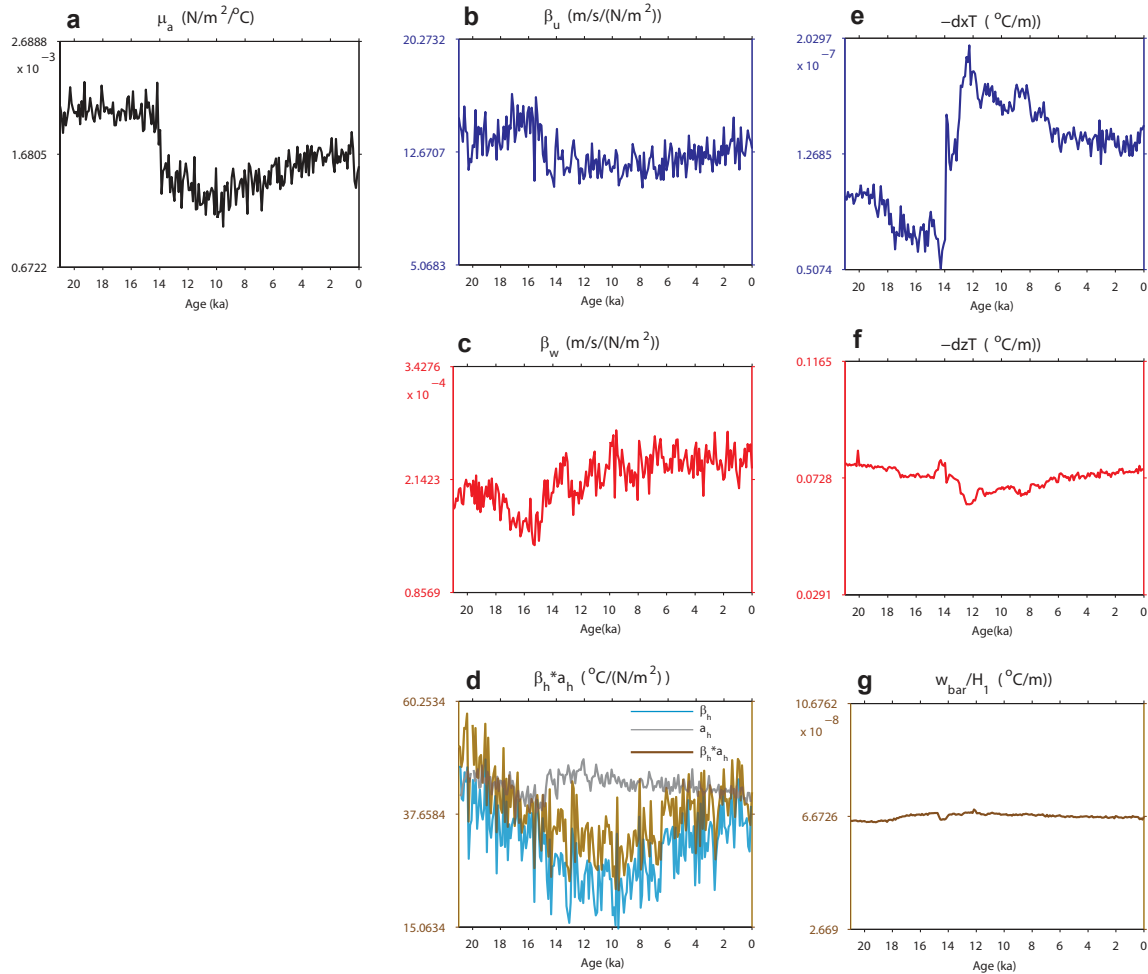 a
μa (N/m2/oC)
2.6888
x 10−3
1.6805
0.6722
20 18 16 14 12 10 8 6 4 2 0
Age (ka)
b
βu (m/s/(N/m2))
20.2732
12.6707
5.0683
20 18 16 14 12 10 8 6 4 2 0
Age (ka)
e
−dxT ( oC/m))
2.0297
x 10−7
1.2685
0.5074
20 18 16 14 12 10 8 6 4 2 0
Age (ka)
c
βw (m/s/(N/m2))
3.4276
x 10−4
2.1423
0.8569
20 18 16 14 12 10 8 6 4 2 0
Age(ka)
f
−dzT ( oC/m)
0.1165
0.0728
0.0291
20 18 16 14 12 10 8 6 4 2 0
Age(ka)
d
βh*ah (oC/(N/m2) )
60.2534
37.6584
15.0634
βh
ah
βh*ah
20 18 16 14 12 10 8 6 4 2 0
Age (ka)
g
wbar/H1 (oC/m))
10.6762
x 10−8
6.6726
2.669
20 18 16 14 12 10 8 6 4 2 0
Age (ka)